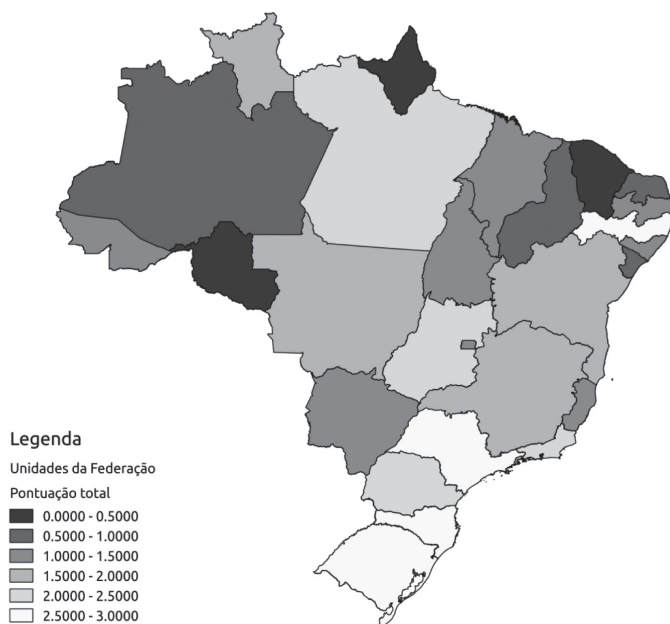 Legenda
Unidades da Federação
Pontuação total
0.0000 - 0.5000
0.5000 - 1.0000
1.0000 - 1.5000
1.5000 - 2.0000
2.0000 - 2.5000
2.5000 - 3.0000